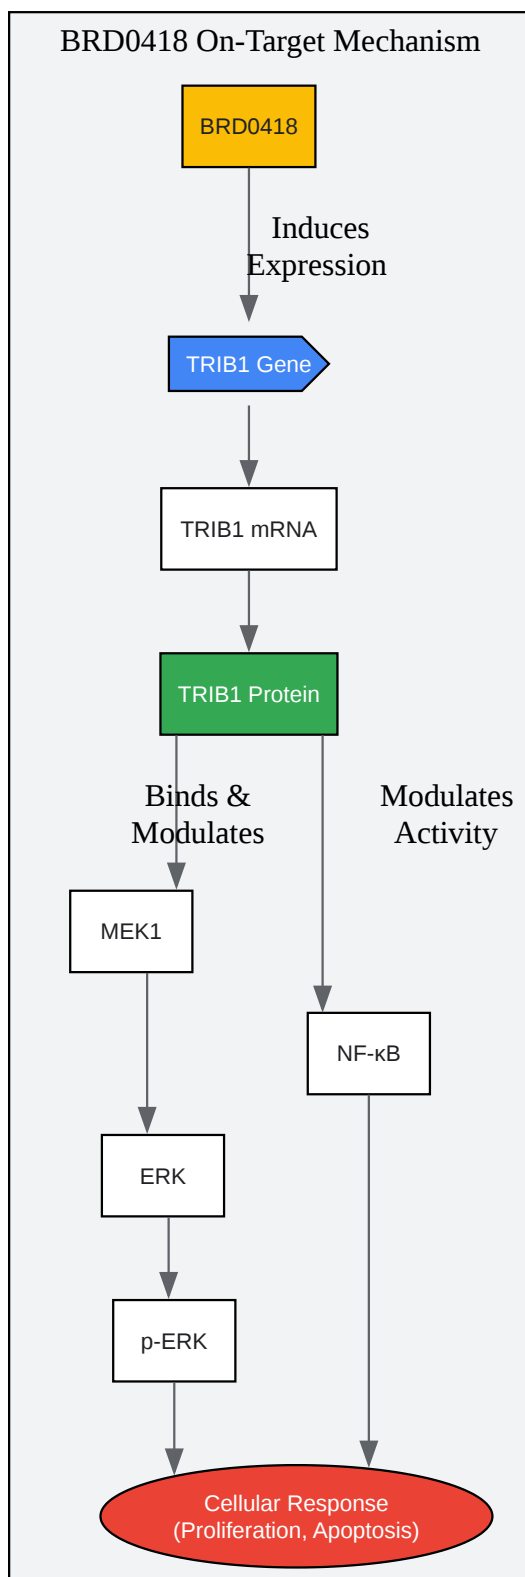 BRD0418 On-Target Mechanism
BRD0418
Induces
Expression
TRIB1 Gene
TRIB1 mRNA
TRIB1 Protein
Binds &
Modulates
Modulates
Activity
MEK1
NF-κB
ERK
p-ERK
Cellular Response
(Proliferation, Apoptosis)